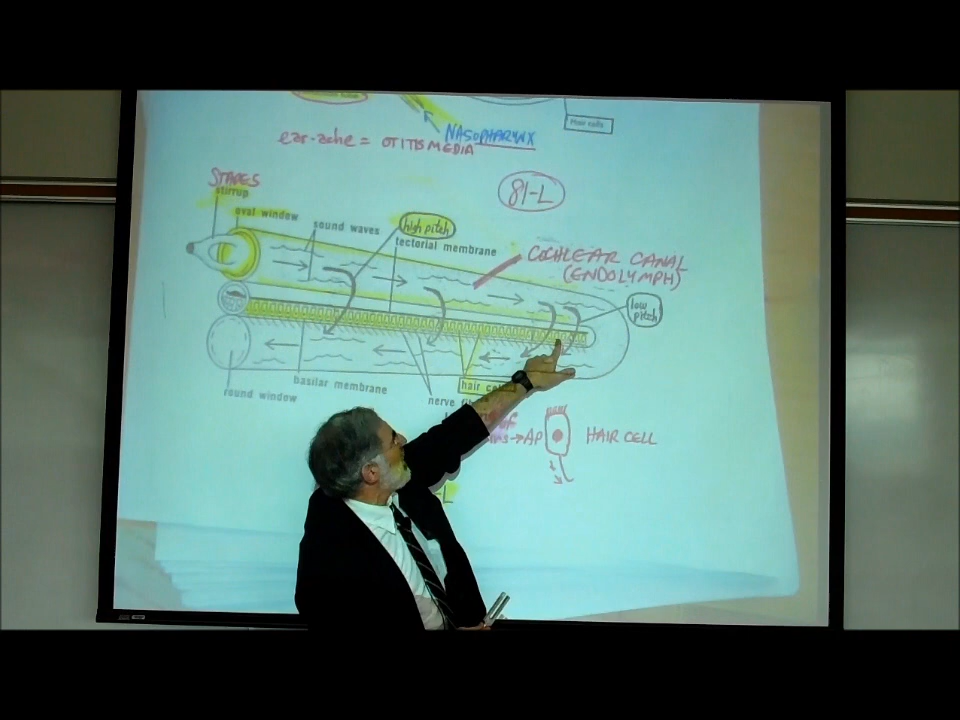 NASOPHARYNX
Hair cells
ear-ache = OTITIS MEDIA
STAPES
stirrup
81-L
oval window
sound waves
high pitch
tectorial membrane
COCHLEAR CANAL
(ENDOLYMPH)
low
pitch
basilar membrane
hair
round window
nerve
of
→AP
HAIR CELL